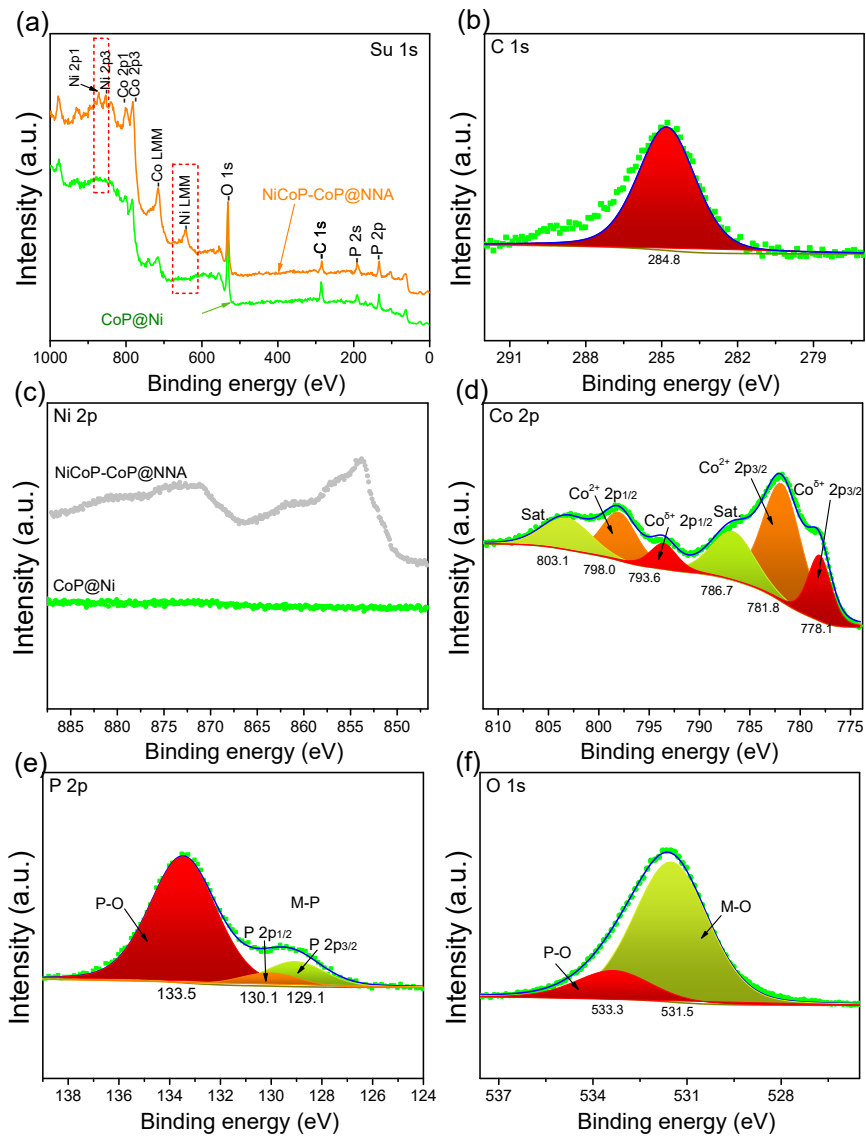 (a)
Su 1s
Ni 2p1
Ni 2p3
Co 2p1
Co 2p3
Co LMM
Ni LMM
O 1s
NiCoP-CoP@NNA
C 1s
P 2s
P 2p
CoP@Ni
Intensity (a.u.)
1000 800 600 400 200 0
Binding energy (eV)
(b)
C 1s
284.8
Intensity (a.u.)
291 288 285 282 279
Binding energy (eV)
(c)
Ni 2p
NiCoP-CoP@NNA
CoP@Ni
Intensity (a.u.)
885 880 875 870 865 860 855 850
Binding energy (eV)
(d)
Co 2p
Sat.
Co²⁺ 2p₁/₂
Coᵟ⁺ 2p₁/₂
Sat.
Co²⁺ 2p₃/₂
Coᵟ⁺ 2p₃/₂
803.1
798.0
793.6
786.7
781.8
778.1
Intensity (a.u.)
810 805 800 795 790 785 780 775
Binding energy (eV)
(e)
P 2p
P-O
M-P
P 2p₁/₂
P 2p₃/₂
133.5
130.1
129.1
Intensity (a.u.)
138 136 134 132 130 128 126 124
Binding energy (eV)
(f)
O 1s
M-O
P-O
533.3
531.5
Intensity (a.u.)
537 534 531 528
Binding energy (eV)